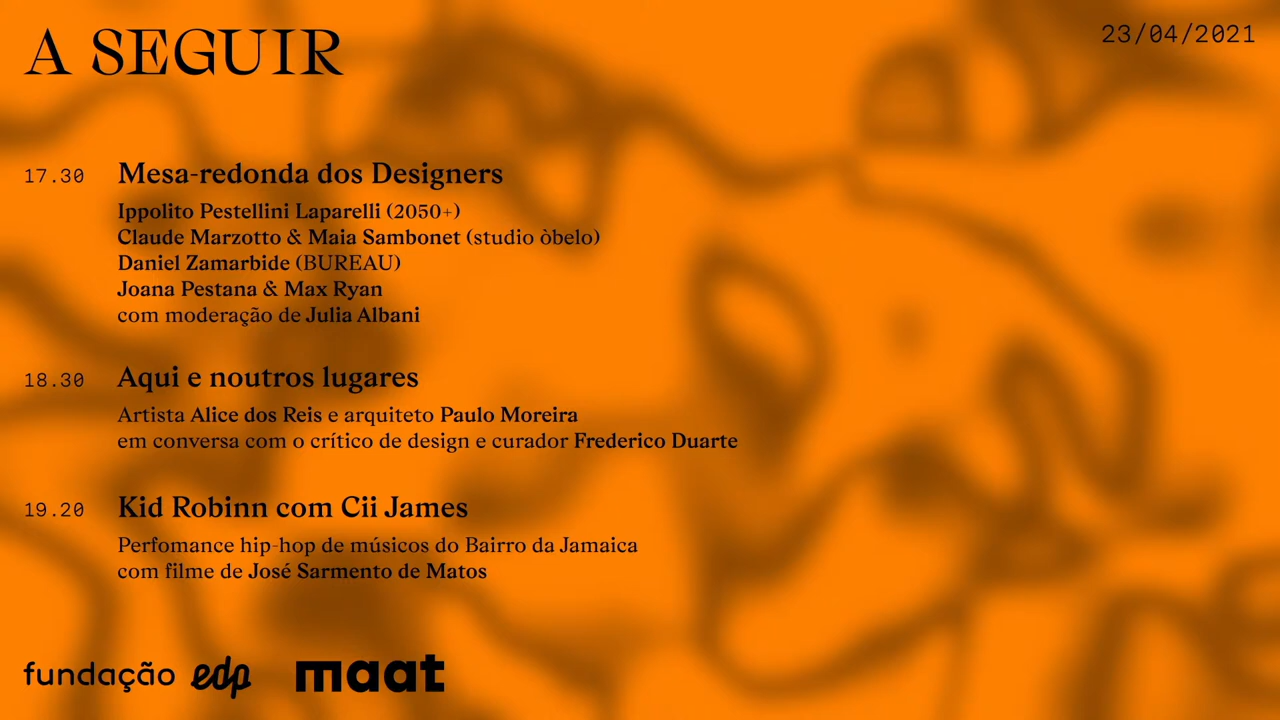 A SEGUIR
23/04/2021
17.30 Mesa-redonda dos Designers
Ippolito Pestellini Laparelli (2050+)
Claude Marzotto & Maia Sambonet (studio òbelo)
Daniel Zamarbide (BUREAU)
Joana Pestana & Max Ryan
com moderação de Julia Albani
18.30 Aqui e noutros lugares
Artista Alice dos Reis e arquiteto Paulo Moreira
em conversa com o crítico de design e curador Frederico Duarte
19.20 Kid Robinn com Cii James
Perfomance hip-hop de músicos do Bairro da Jamaica
com filme de José Sarmento de Matos
fundação edp maat